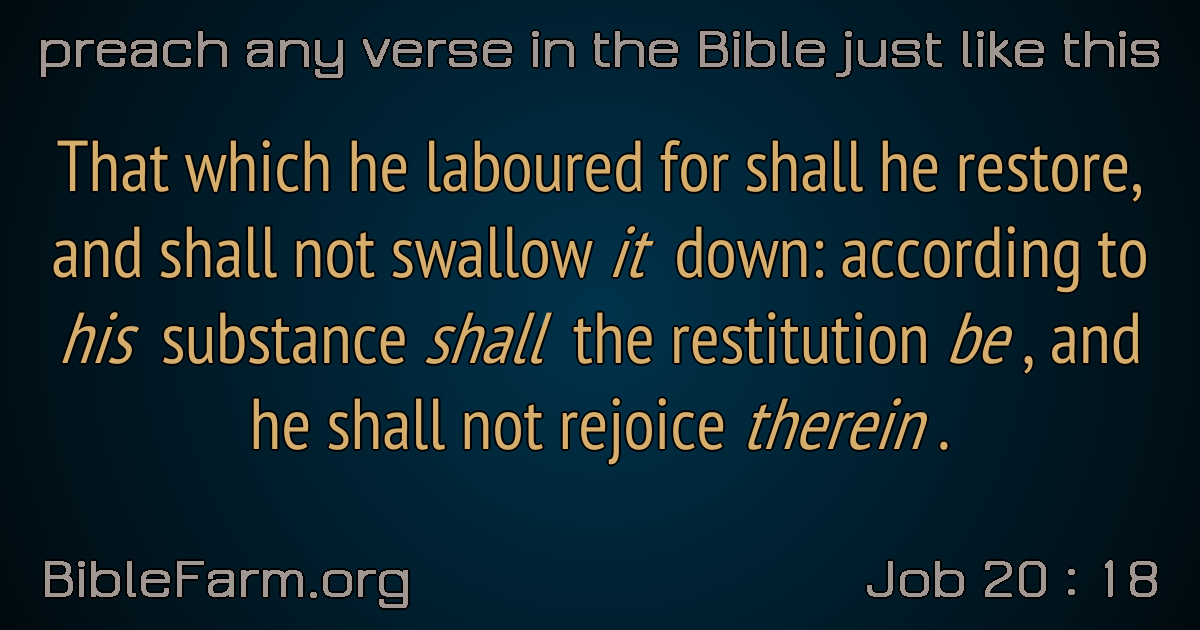 preach any verse in the Bible just like this
That which he laboured for shall he restore,
and shall not swallow it down: according to
his substance shall the restitution be , and
he shall not rejoice therein .
BibleFarm.org
Job 20 : 18